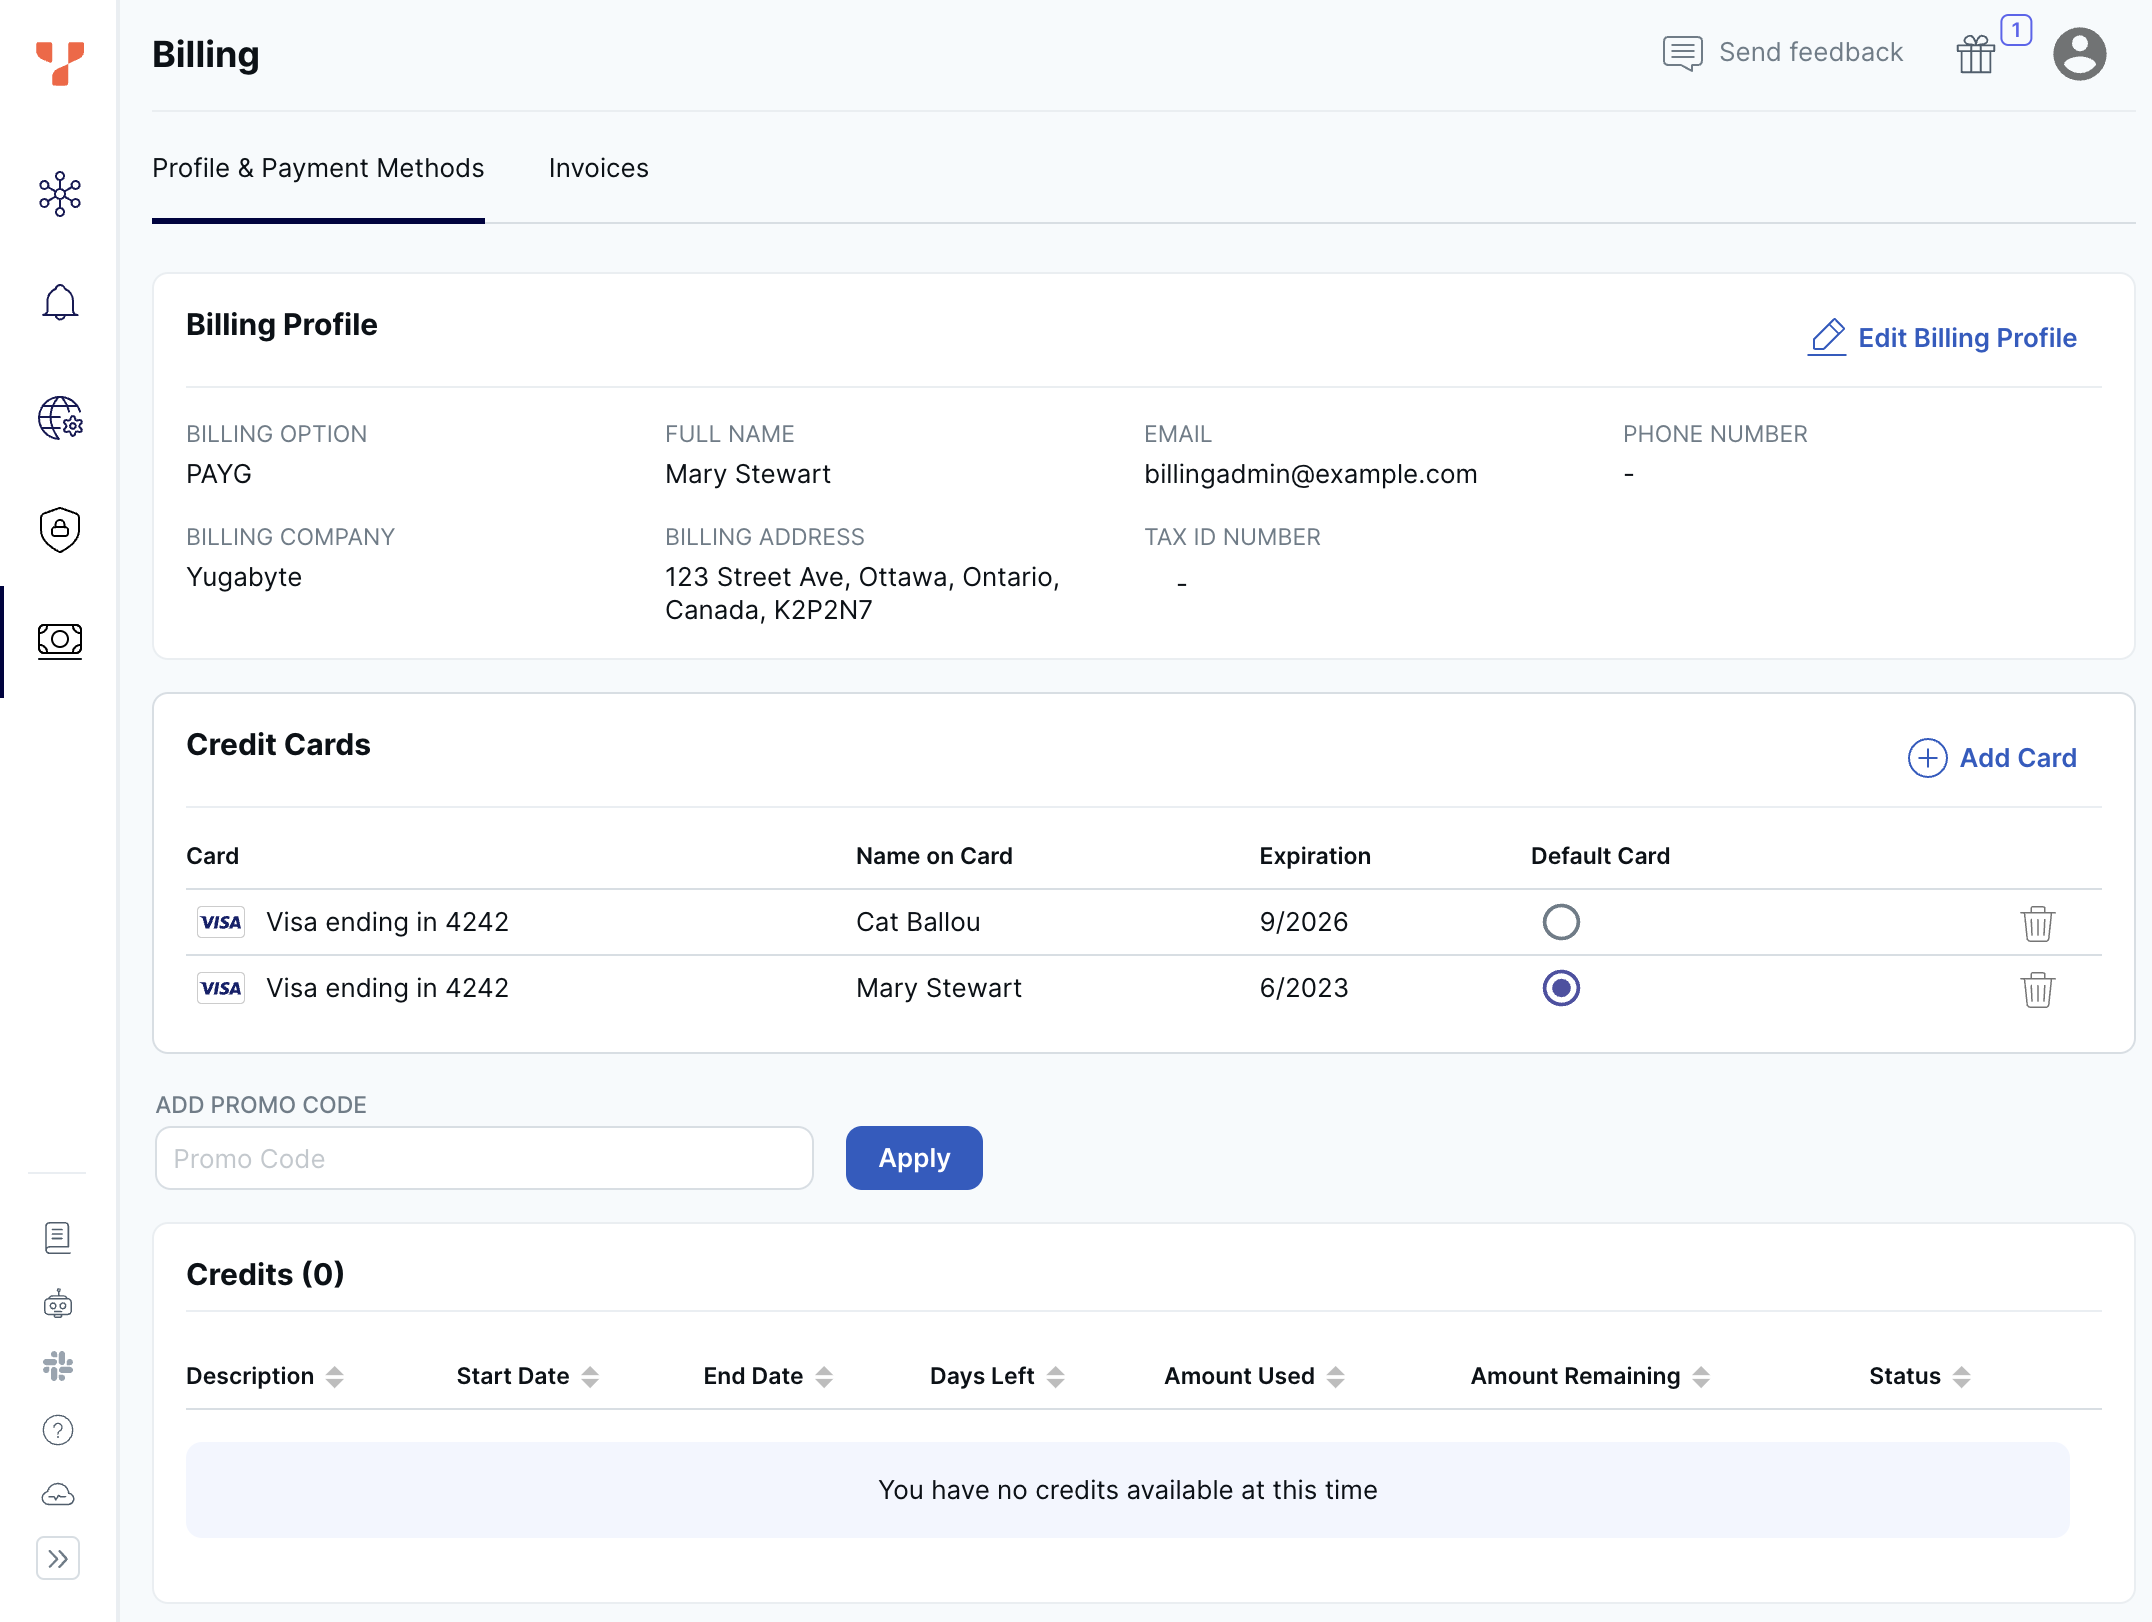 Billing
Send feedback
1
Profile & Payment Methods
Invoices
Billing Profile
Edit Billing Profile
BILLING OPTION
PAYG
FULL NAME
Mary Stewart
EMAIL
billingadmin@example.com
PHONE NUMBER
-
BILLING COMPANY
Yugabyte
BILLING ADDRESS
123 Street Ave, Ottawa, Ontario,
Canada, K2P2N7
TAX ID NUMBER
-
Credit Cards
Add Card
Card Name on Card Expiration Default Card
VISA Visa ending in 4242 Cat Ballou 9/2026
VISA Visa ending in 4242 Mary Stewart 6/2023
ADD PROMO CODE
Promo Code
Apply
Credits (0)
Description Start Date End Date Days Left Amount Used Amount Remaining Status
You have no credits available at this time